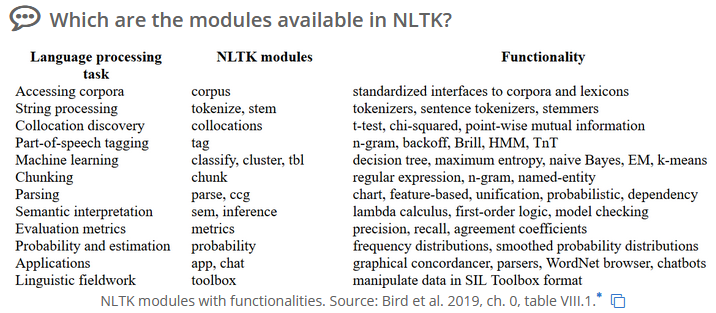 Which are the modules available in NLTK?
Language processing task NLTK modules Functionality
Accessing corpora corpus standardized interfaces to corpora and lexicons
String processing tokenize, stem tokenizers, sentence tokenizers, stemmers
Collocation discovery collocations t-test, chi-squared, point-wise mutual information
Part-of-speech tagging tag n-gram, backoff, Brill, HMM, TnT
Machine learning classify, cluster, tbl decision tree, maximum entropy, naive Bayes, EM, k-means
Chunking chunk regular expression, n-gram, named-entity
Parsing parse, ccg chart, feature-based, unification, probabilistic, dependency
Semantic interpretation sem, inference lambda calculus, first-order logic, model checking
Evaluation metrics metrics precision, recall, agreement coefficients
Probability and estimation probability frequency distributions, smoothed probability distributions
Applications app, chat graphical concordancer, parsers, WordNet browser, chatbots
Linguistic fieldwork toolbox manipulate data in SIL Toolbox format
NLTK modules with functionalities. Source: Bird et al. 2019, ch. 0, table VIII.1.*